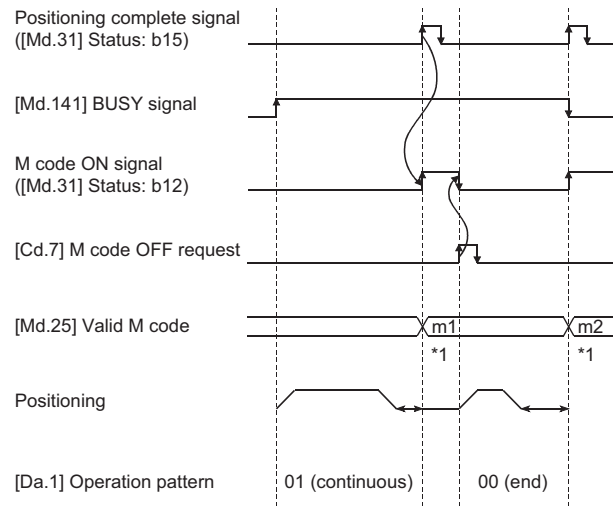 Positioning complete signal
([Md.31] Status: b15)
[Md.141] BUSY signal
M code ON signal
([Md.31] Status: b12)
[Cd.7] M code OFF request
[Md.25] Valid M code m1 m2
*1 *1
Positioning
[Da.1] Operation pattern 01 (continuous) 00 (end)